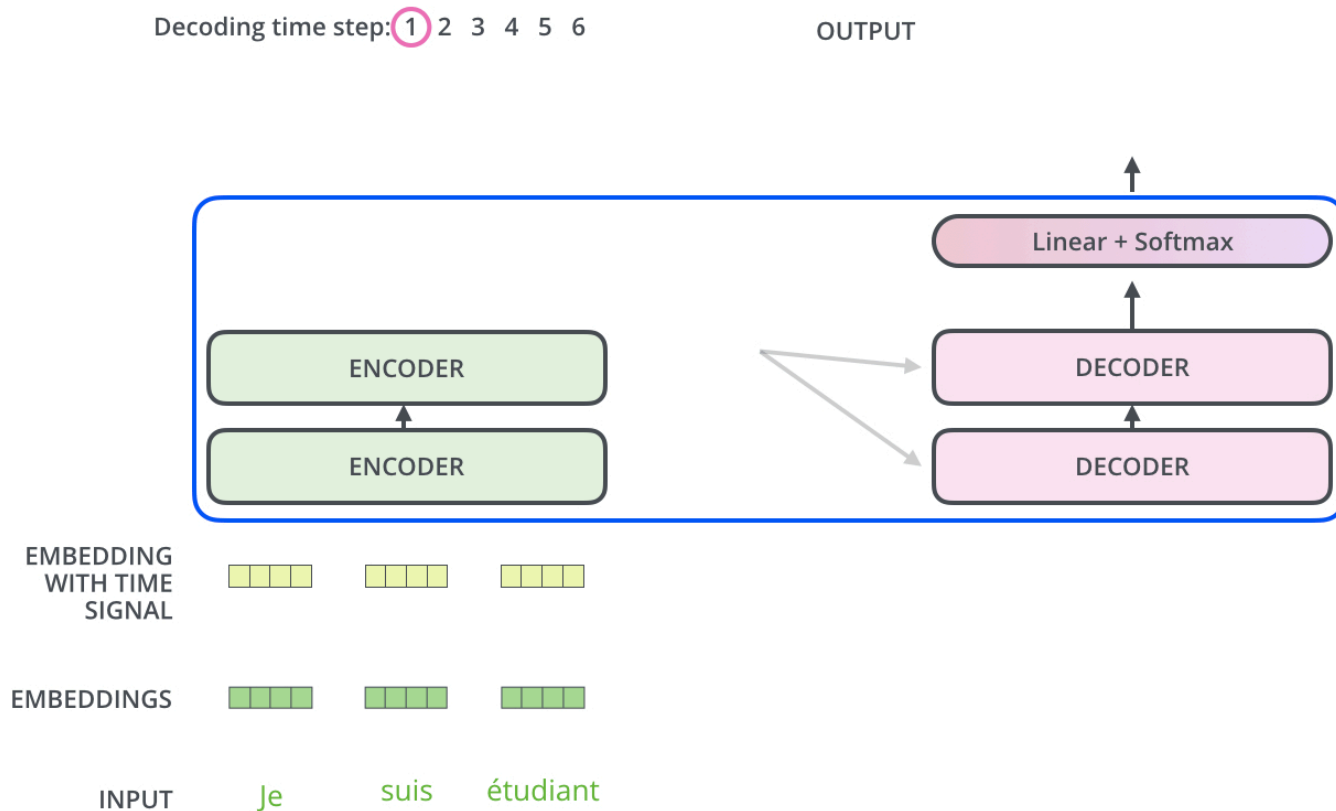 Decoding time step: 1 2 3 4 5 6
OUTPUT
Linear + Softmax
ENCODER
DECODER
ENCODER
DECODER
EMBEDDING
WITH TIME
SIGNAL
EMBEDDINGS
INPUT Je suis étudiant